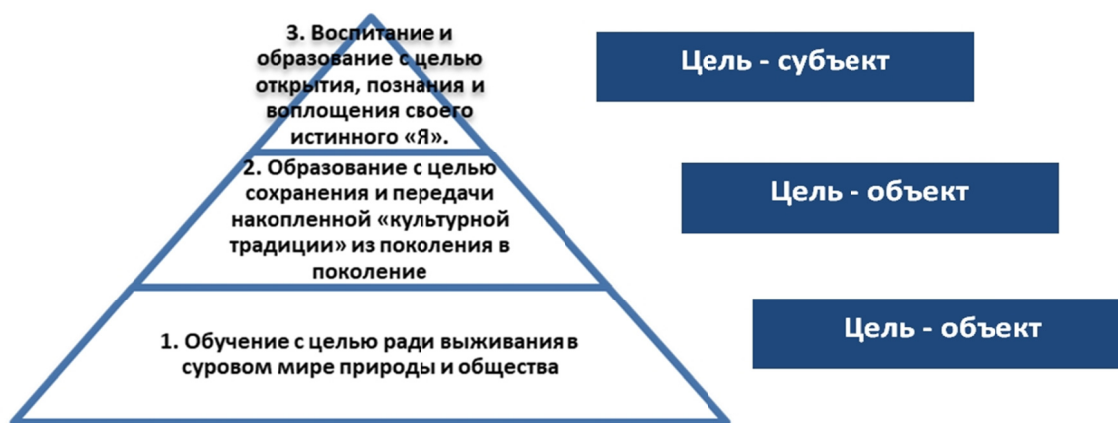 3. Воспитание и
образование с целью
открытия, познания и
воплощения своего
истинного «Я».
Цель - субъект
2. Образование с целью
сохранения и передачи
накопленной «культурной
традиции» из поколения в
поколение
Цель - объект
1. Обучение с целью ради выживания в
суровом мире природы и общества
Цель - объект